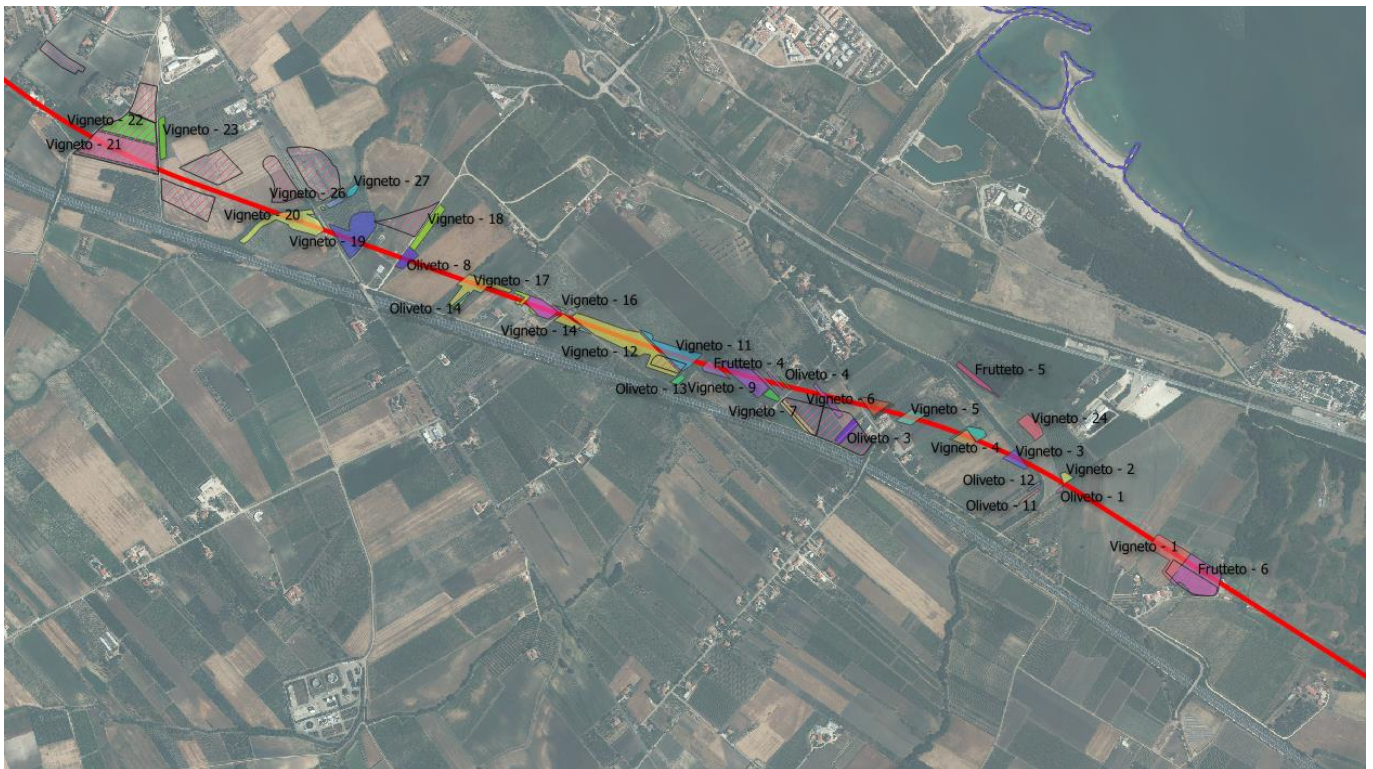 Vigneto - 22
Vigneto - 23
Vigneto - 21
Vigneto - 27
Vigneto - 26
Vigneto - 20
Vigneto - 18
Vigneto - 19
Oliveto - 8
Vigneto - 17
Oliveto - 14
Vigneto - 16
Vigneto - 14
Vigneto - 11
Vigneto - 12
Frutteto - 4
Frutteto - 5
Oliveto - 4
Oliveto - 13
Vigneto - 9
Vigneto - 6
Vigneto - 7
Vigneto - 5
Vigneto - 24
Oliveto - 3
Vigneto - 4
Vigneto - 3
Vigneto - 2
Oliveto - 12
Oliveto - 1
Oliveto - 11
Vigneto - 1
Frutteto - 6